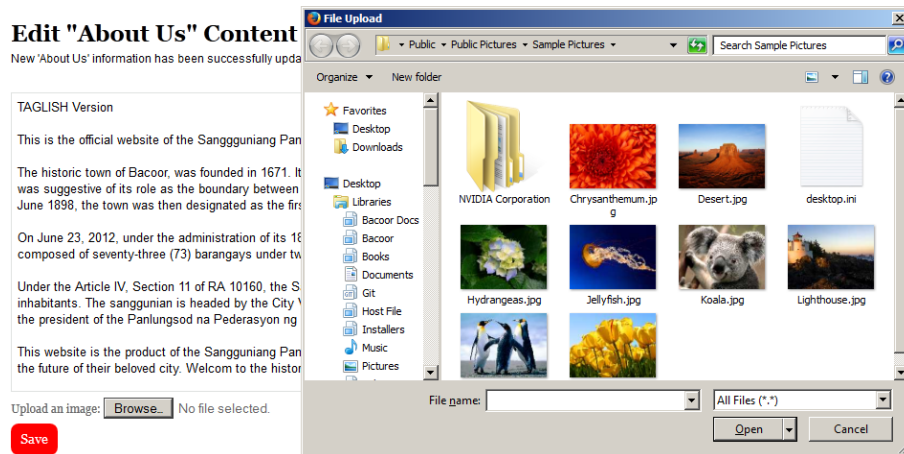 Edit "About Us" Content
New 'About Us' information has been successfully upda
TAGLISH Version
This is the official website of the Sanggguniang Pan
The historic town of Bacoor, was founded in 1671. It
was suggestive of its role as the boundary between
June 1898, the town was then designated as the firs
On June 23, 2012, under the administration of its 18
composed of seventy-three (73) barangays under tw
Under the Article IV, Section 11 of RA 10160, the S
inhabitants. The sanggunian is headed by the City V
the president of the Panlungsod na Pederasyon ng
This website is the product of the Sangguniang Pan
the future of their beloved city. Welcom to the histor
Upload an image: Browse... No file selected.
Save
File Upload
Public Public Pictures Sample Pictures
Search Sample Pictures
Organize New folder
Favorites
Desktop
Downloads
Desktop
Libraries
Bacoor Docs
Bacoor
Books
Documents
Git
Host File
Installers
Music
Pictures
NVIDIA Corporation
Chrysanthemum.jp
g
Desert.jpg
desktop.ini
Hydrangeas.jpg
Jellyfish.jpg
Koala.jpg
Lighthouse.jpg
File name:
All Files (*.*)
Open
Cancel